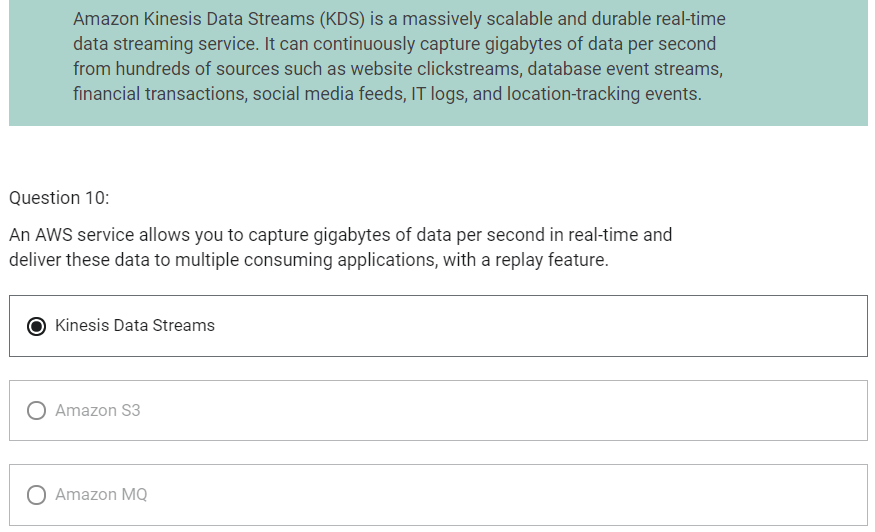 Amazon Kinesis Data Streams (KDS) is a massively scalable and durable real-time
data streaming service. It can continuously capture gigabytes of data per second
from hundreds of sources such as website clickstreams, database event streams,
financial transactions, social media feeds, IT logs, and location-tracking events.
Question 10:
An AWS service allows you to capture gigabytes of data per second in real-time and
deliver these data to multiple consuming applications, with a replay feature.
Kinesis Data Streams
Amazon S3
Amazon MQ